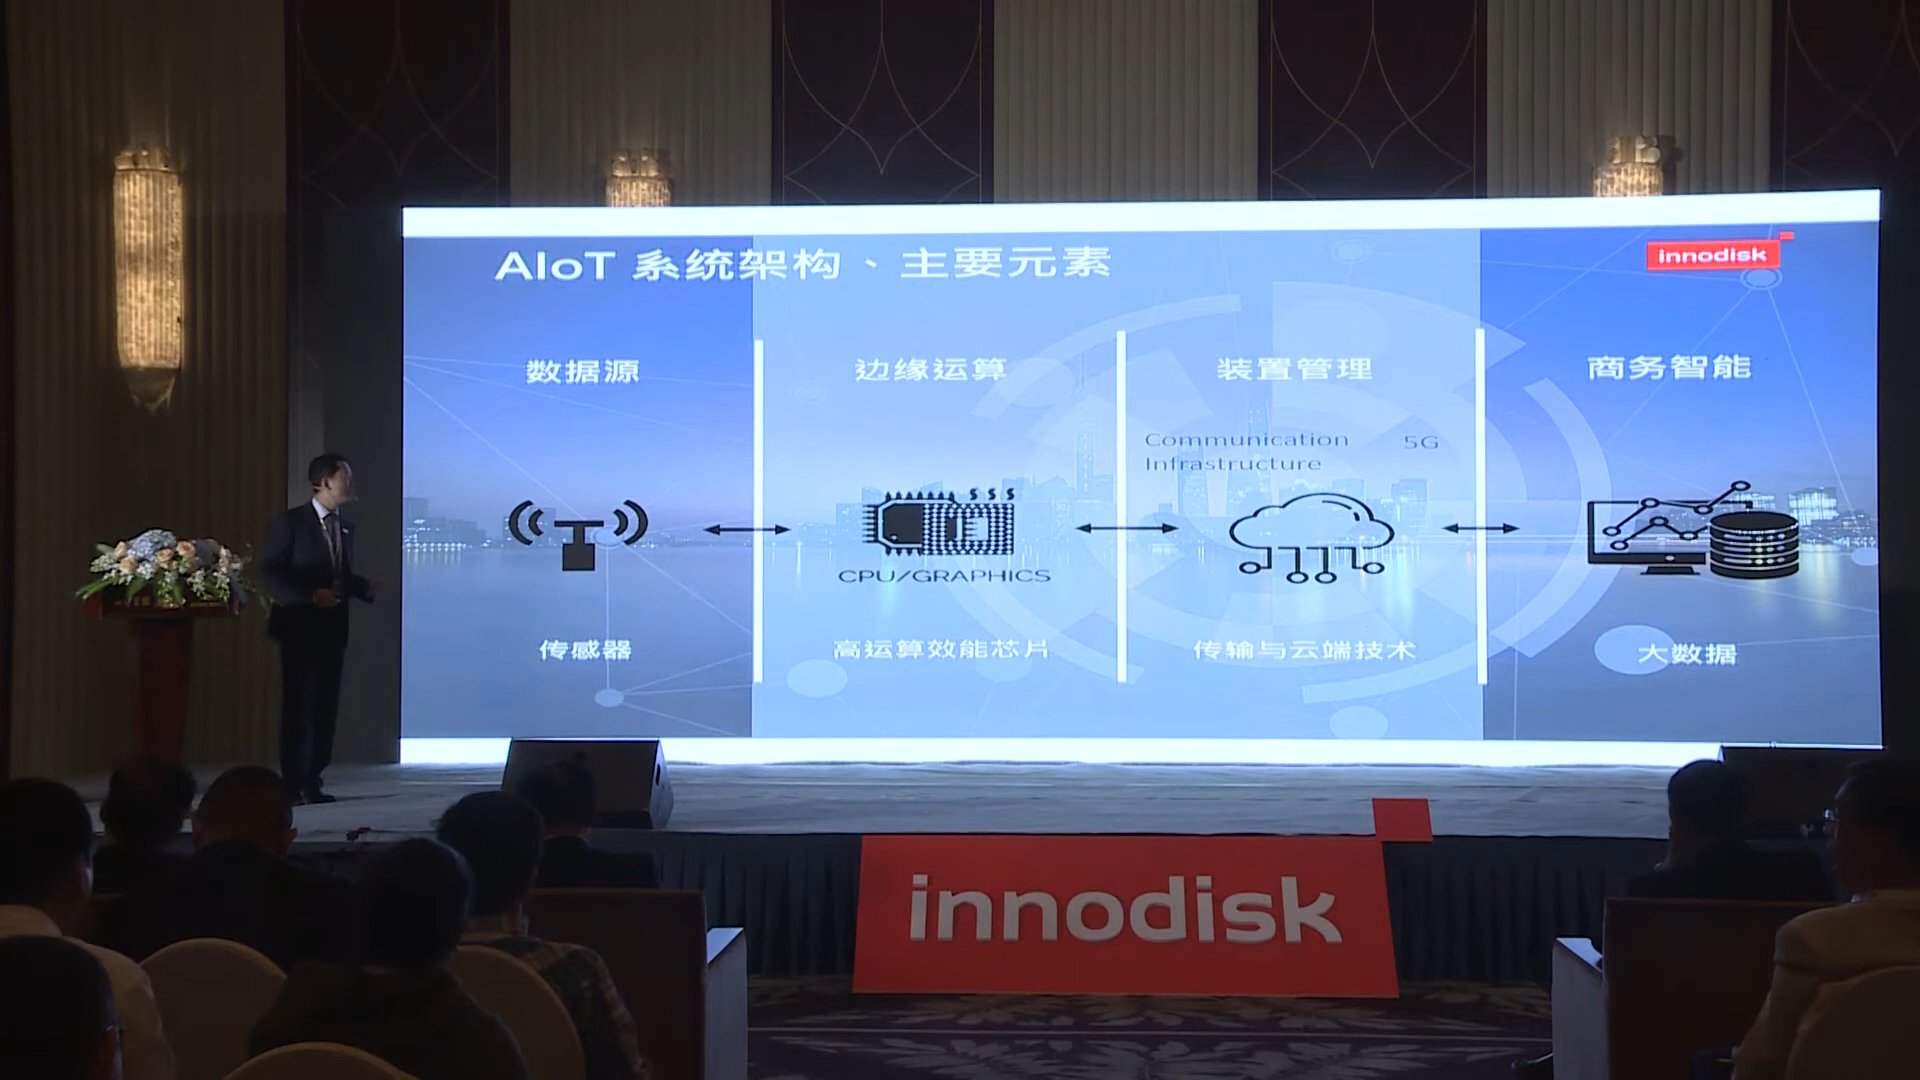 AIoT 系统架构、主要元素
innodisk
数据源
边缘运算
装置管理
商务智能
Communication 5G
Infrastructure
CPU/GRAPHICS
传感器
高运算效能芯片
传输与云端技术
大数据
innodisk